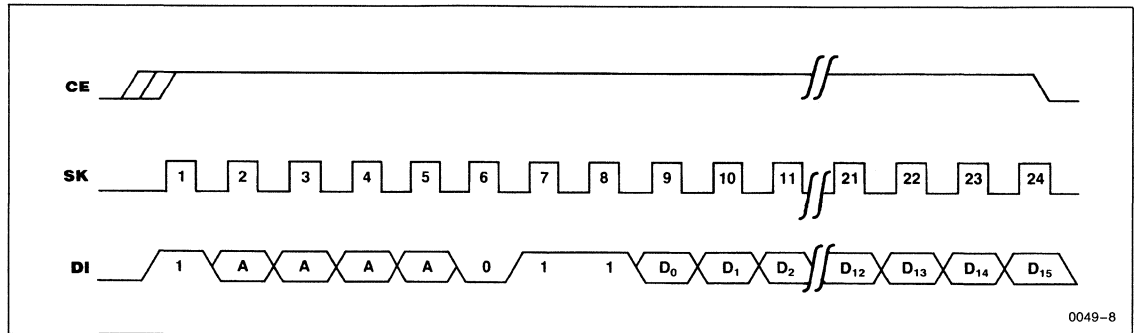 CE
SK 1 2 3 4 5 6 7 8 9 10 11 21 22 23 24
DI 1 A A A A 0 1 1 D₀ D₁ D₂ D₁₂ D₁₃ D₁₄ D₁₅
0049-8